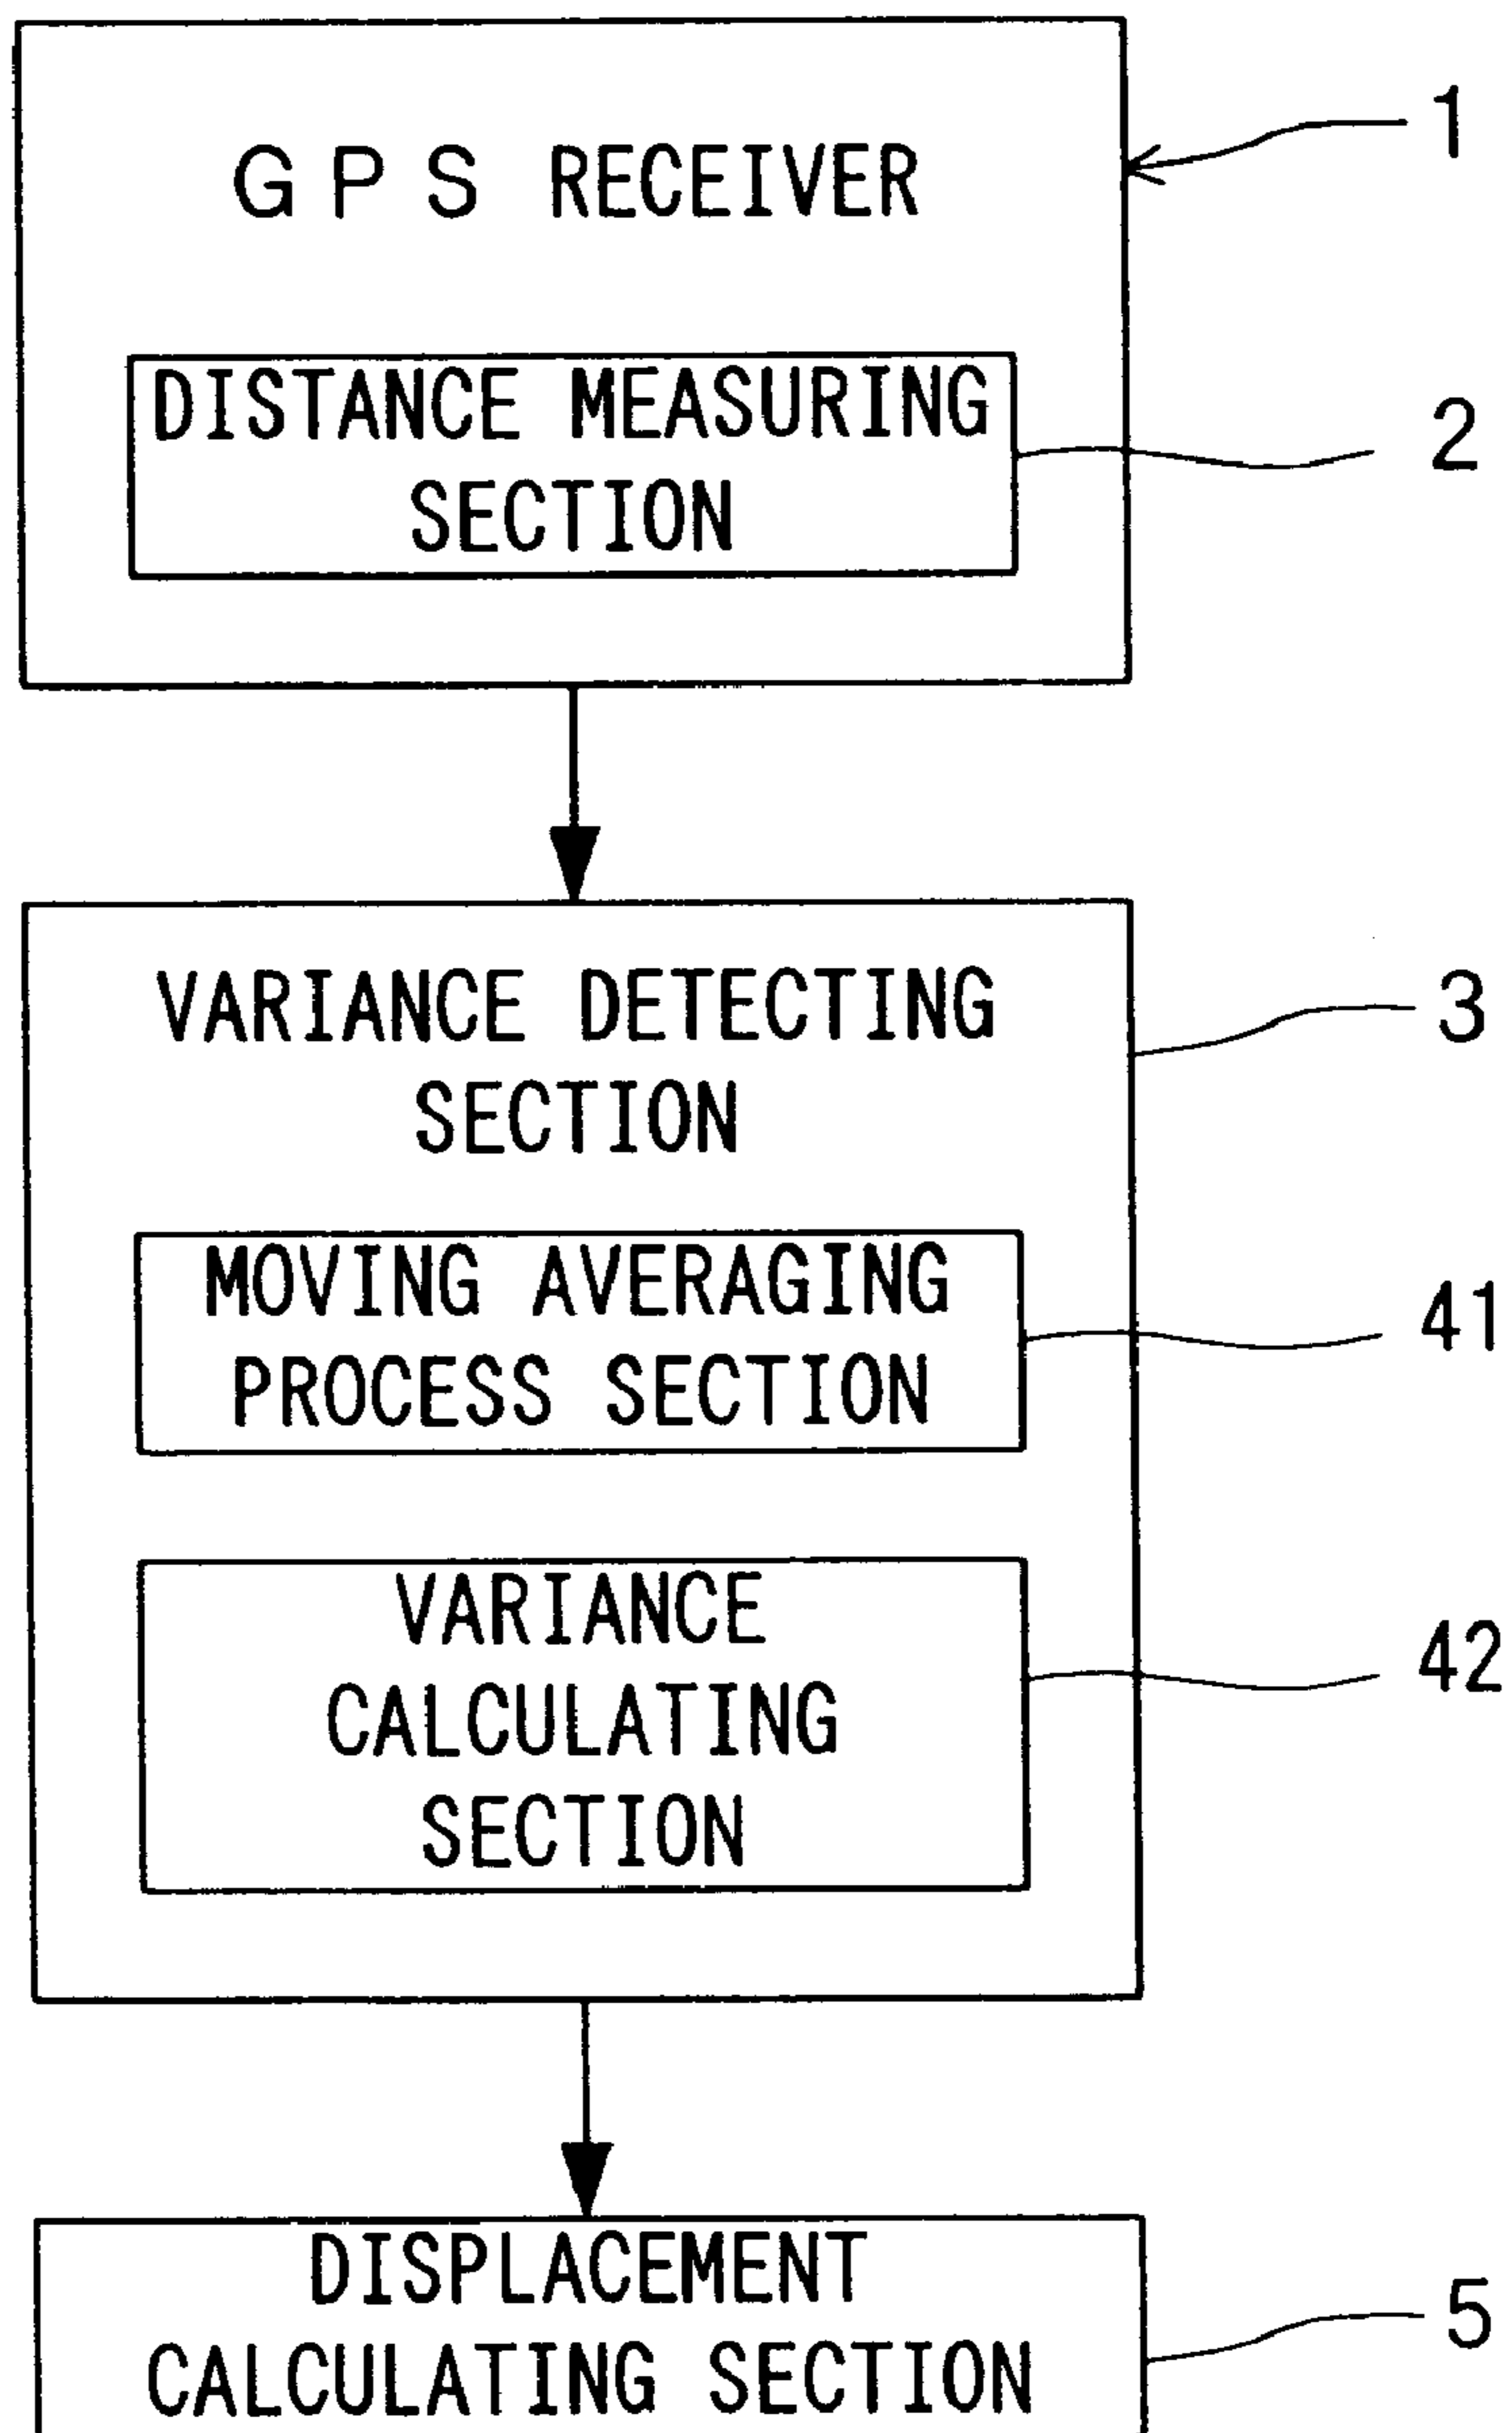 GPS RECEIVER
1
DISTANCE MEASURING
2
SECTION
VARIANCE DETECTING
3
SECTION
MOVING AVERAGING
41
PROCESS SECTION
VARIANCE
42
CALCULATING
SECTION
DISPLACEMENT
5
CALCULATING SECTION